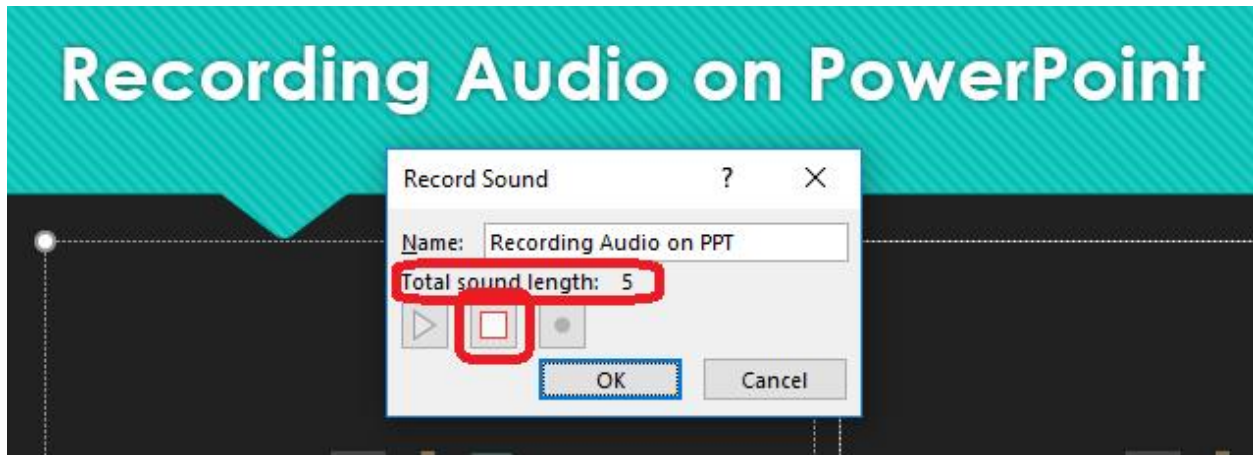 Recording Audio on PowerPoint
Record Sound ?
Name: Recording Audio on PPT
Total sound length: 5
OK Cancel